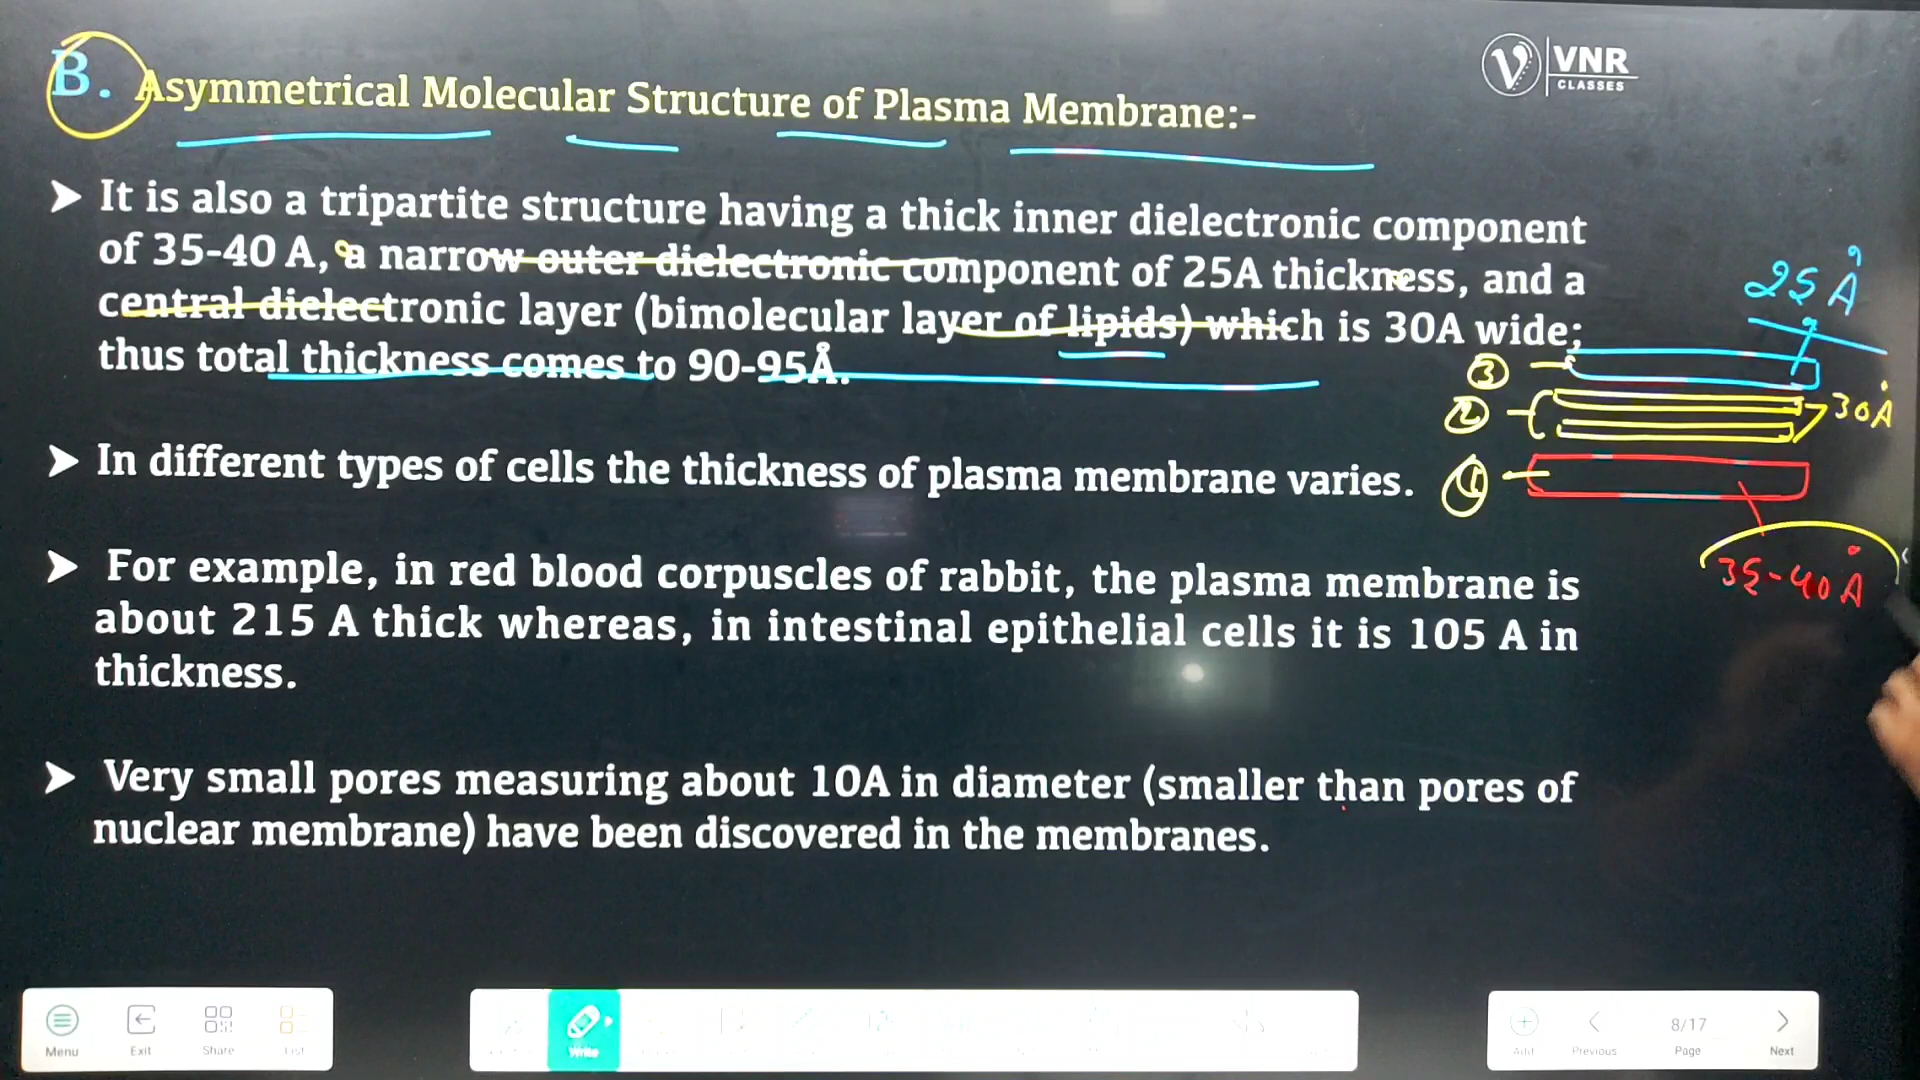 B. Asymmetrical Molecular Structure of Plasma Membrane:-
VNR
CLASSES
➤ It is also a tripartite structure having a thick inner dielectronic component
of 35-40 A, a narrow outer dielectronic component of 25A thickness, and a
central dielectronic layer (bimolecular layer of lipids) which is 30A wide;
thus total thickness comes to 90-95Å.
25 Å
3
2
30Å
1
35-40 Å
➤ In different types of cells the thickness of plasma membrane varies.
➤ For example, in red blood corpuscles of rabbit, the plasma membrane is
about 215 A thick whereas, in intestinal epithelial cells it is 105 A in
thickness.
➤ Very small pores measuring about 10A in diameter (smaller than pores of
nuclear membrane) have been discovered in the membranes.
Menu Exit Share List
Write
Add Previous 8/17 Page Next